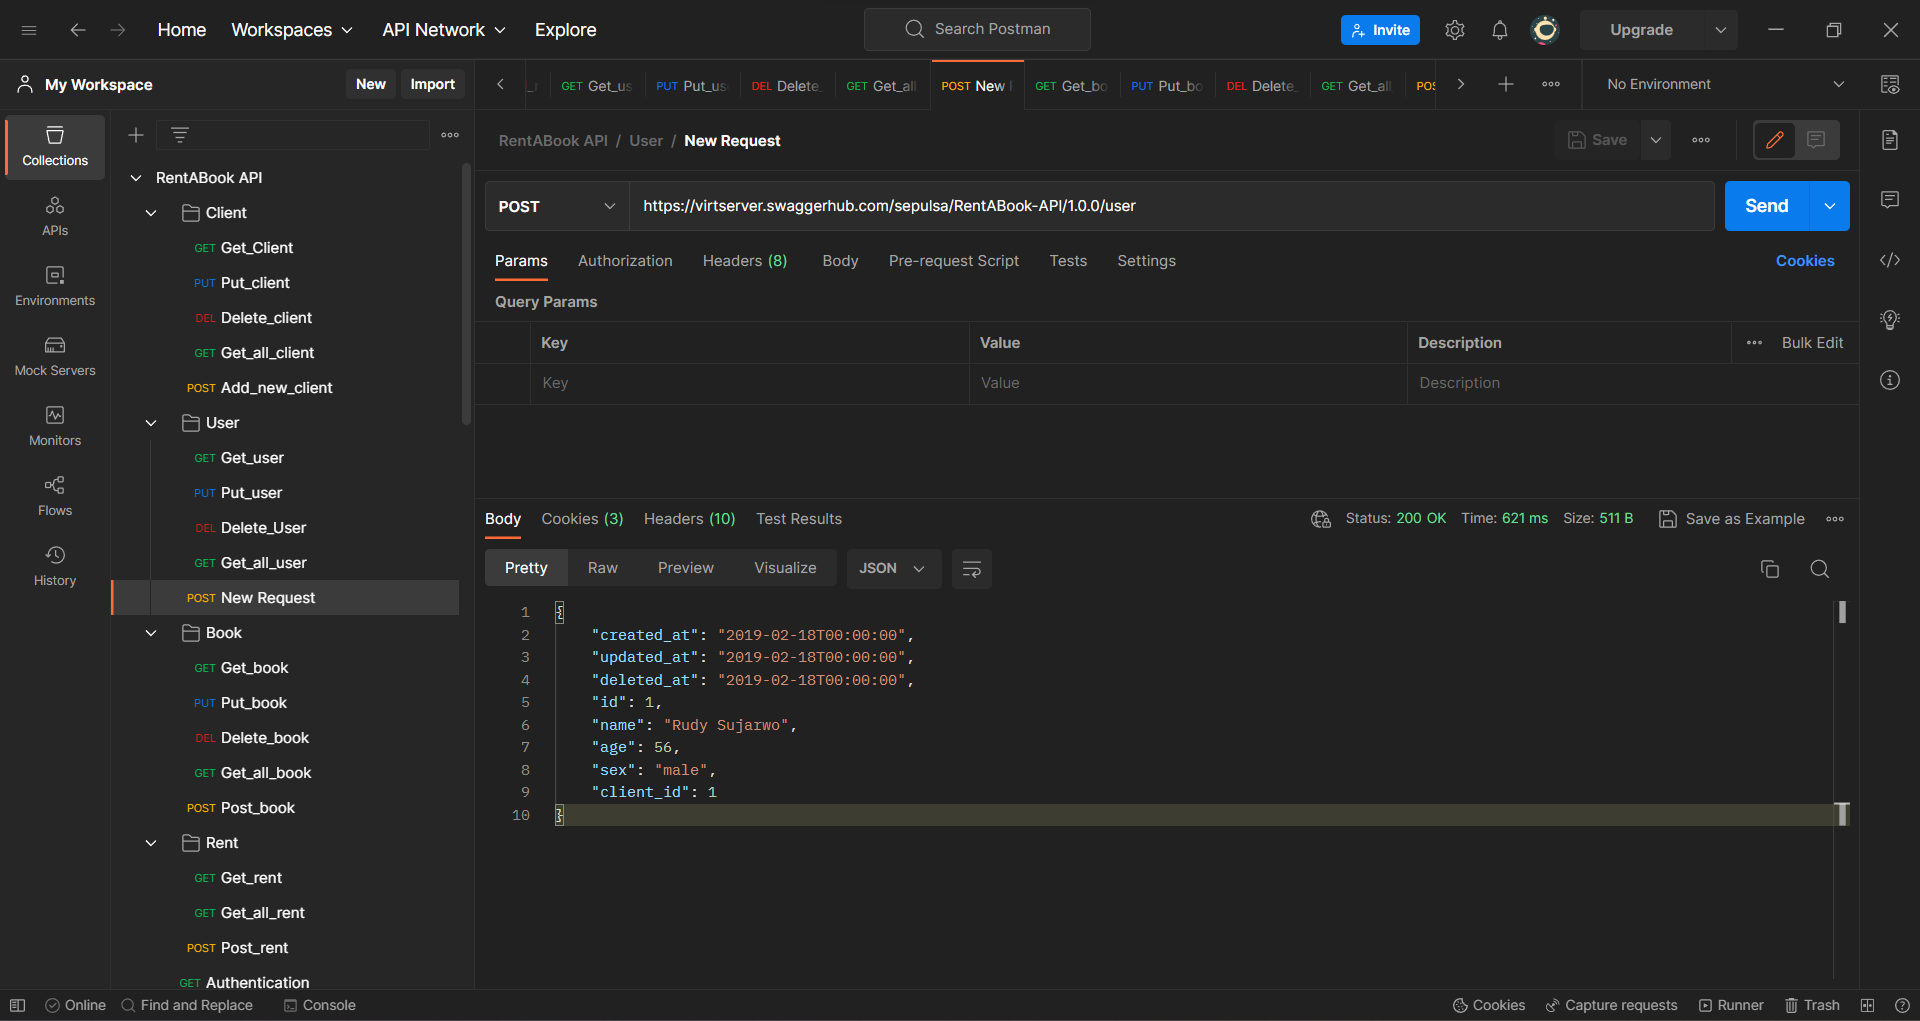 Home Workspaces API Network Explore Search Postman Invite Upgrade
My Workspace New Import
GET Get_us PUT Put_us DEL Delete_ GET Get_all POST New GET Get_bo PUT Put_bo DEL Delete_ GET Get_all POS No Environment
Collections
APIs
Environments
Mock Servers
Monitors
Flows
History
RentABook API
Client
GET Get_Client
PUT Put_client
DEL Delete_client
GET Get_all_client
POST Add_new_client
User
GET Get_user
PUT Put_user
DEL Delete_User
GET Get_all_user
POST New Request
Book
GET Get_book
PUT Put_book
DEL Delete_book
GET Get_all_book
POST Post_book
Rent
GET Get_rent
GET Get_all_rent
POST Post_rent
GET Authentication
RentABook API / User / New Request Save
POST https://virtserver.swaggerhub.com/sepulsa/RentABook-API/1.0.0/user Send
Params Authorization Headers (8) Body Pre-request Script Tests Settings Cookies
Query Params
Key Value Description Bulk Edit
Key Value Description
Body Cookies (3) Headers (10) Test Results Status: 200 OK Time: 621 ms Size: 511 B Save as Example
Pretty Raw Preview Visualize JSON
1 {
2 "created_at": "2019-02-18T00:00:00",
3 "updated_at": "2019-02-18T00:00:00",
4 "deleted_at": "2019-02-18T00:00:00",
5 "id": 1,
6 "name": "Rudy Sujarwo",
7 "age": 56,
8 "sex": "male",
9 "client_id": 1
10 }
Online Find and Replace Console Cookies Capture requests Runner Trash